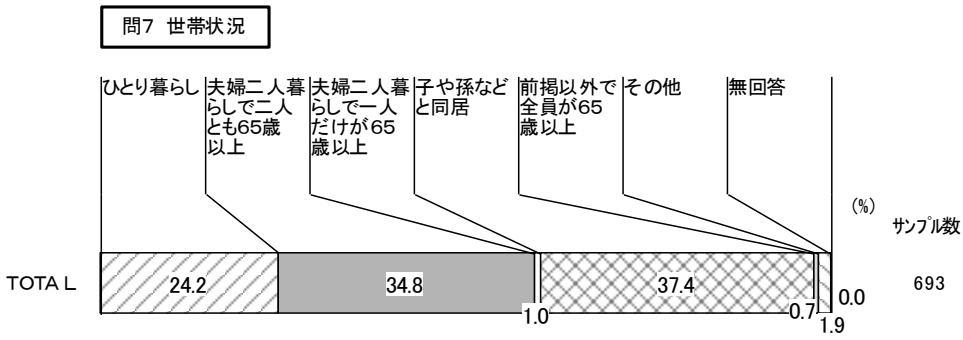 問7 世帯状況
ひとり暮らし
夫婦二人暮
らしで二人
とも65歳
以上
夫婦二人暮
らしで一人
だけが65
歳以上
子や孫など
と同居
前掲以外で
全員が65
歳以上
その他
無回答
(%)
サンプル数
TOTAL
24.2
34.8
1.0
37.4
0.7
1.9
0.0
693